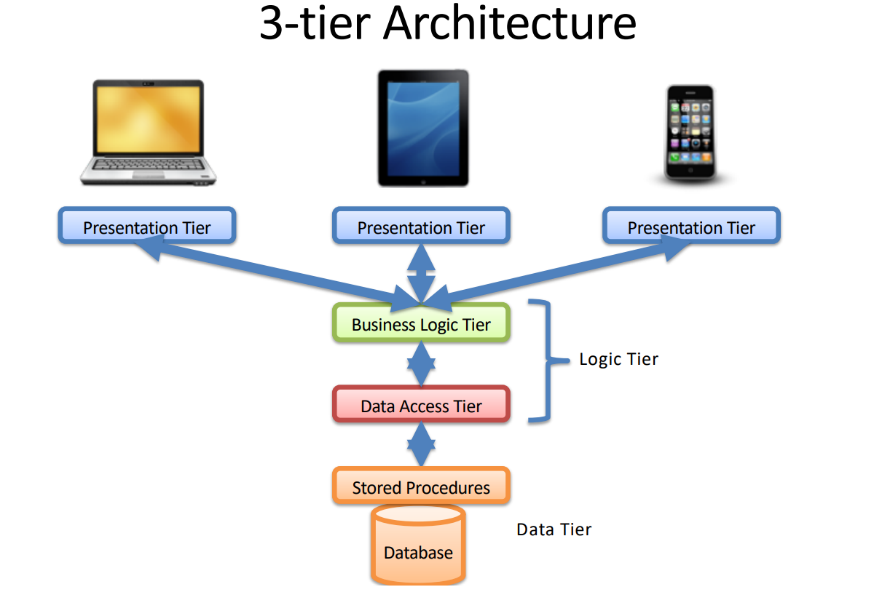 3-tier Architecture
Presentation Tier
Presentation Tier
Presentation Tier
Business Logic Tier
Logic Tier
Data Access Tier
Stored Procedures
Data Tier
Database